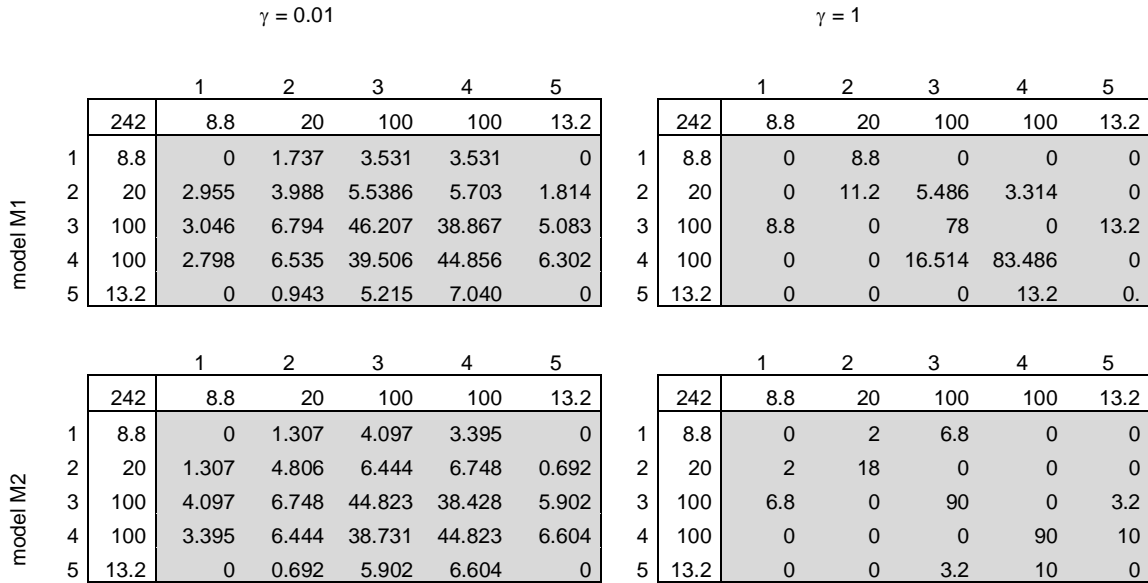 γ = 0.01 γ = 1
1 2 3 4 5 1 2 3 4 5
242 8.8 20 100 100 13.2 242 8.8 20 100 100 13.2
1 8.8 0 1.737 3.531 3.531 0 1 8.8 0 8.8 0 0 0
2 20 2.955 3.988 5.5386 5.703 1.814 2 20 0 11.2 5.486 3.314 0
3 100 3.046 6.794 46.207 38.867 5.083 3 100 8.8 0 78 0 13.2
4 100 2.798 6.535 39.506 44.856 6.302 4 100 0 0 16.514 83.486 0
5 13.2 0 0.943 5.215 7.040 0 5 13.2 0 0 0 13.2 0.
model M1
1 2 3 4 5 1 2 3 4 5
242 8.8 20 100 100 13.2 242 8.8 20 100 100 13.2
1 8.8 0 1.307 4.097 3.395 0 1 8.8 0 2 6.8 0 0
2 20 1.307 4.806 6.444 6.748 0.692 2 20 2 18 0 0 0
3 100 4.097 6.748 44.823 38.428 5.902 3 100 6.8 0 90 0 3.2
4 100 3.395 6.444 38.731 44.823 6.604 4 100 0 0 0 90 10
5 13.2 0 0.692 5.902 6.604 0 5 13.2 0 0 3.2 10 0
model M2